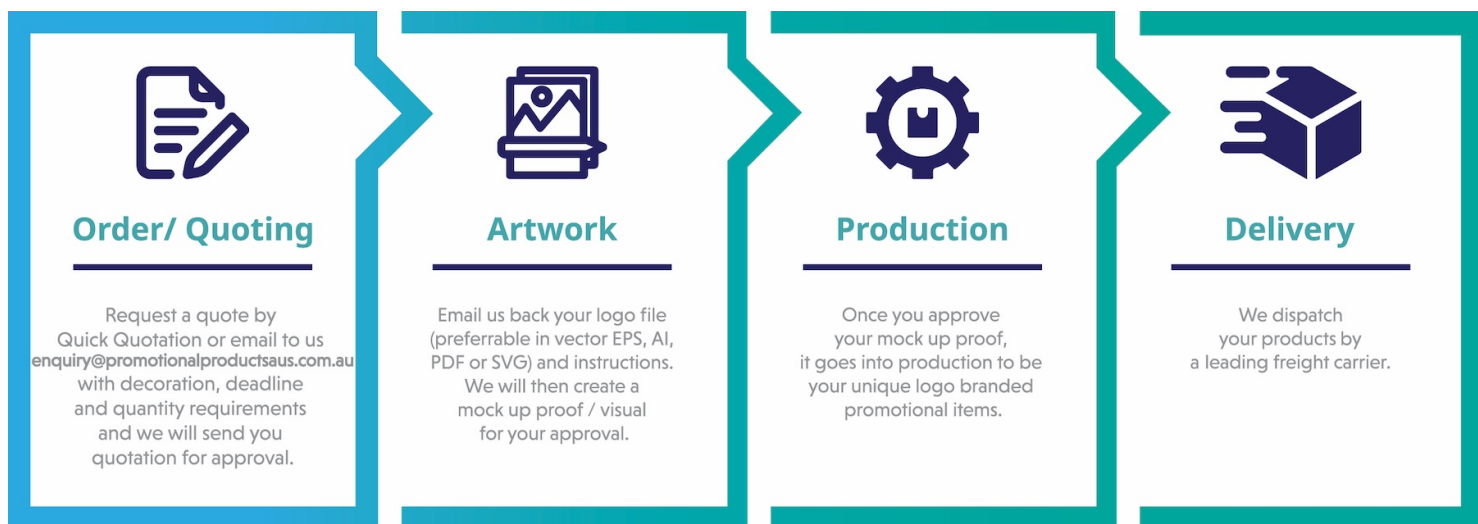 Order/ Quoting
Request a quote by
Quick Quotation or email to us
enquiry@promotionalproductsaus.com.au
with decoration, deadline
and quantity requirements
and we will send you
quotation for approval.
Artwork
Email us back your logo file
(preferrable in vector EPS, AI,
PDF or SVG) and instructions.
We will then create a
mock up proof / visual
for your approval.
Production
Once you approve
your mock up proof,
it goes into production to be
your unique logo branded
promotional items.
Delivery
We dispatch
your products by
a leading freight carrier.